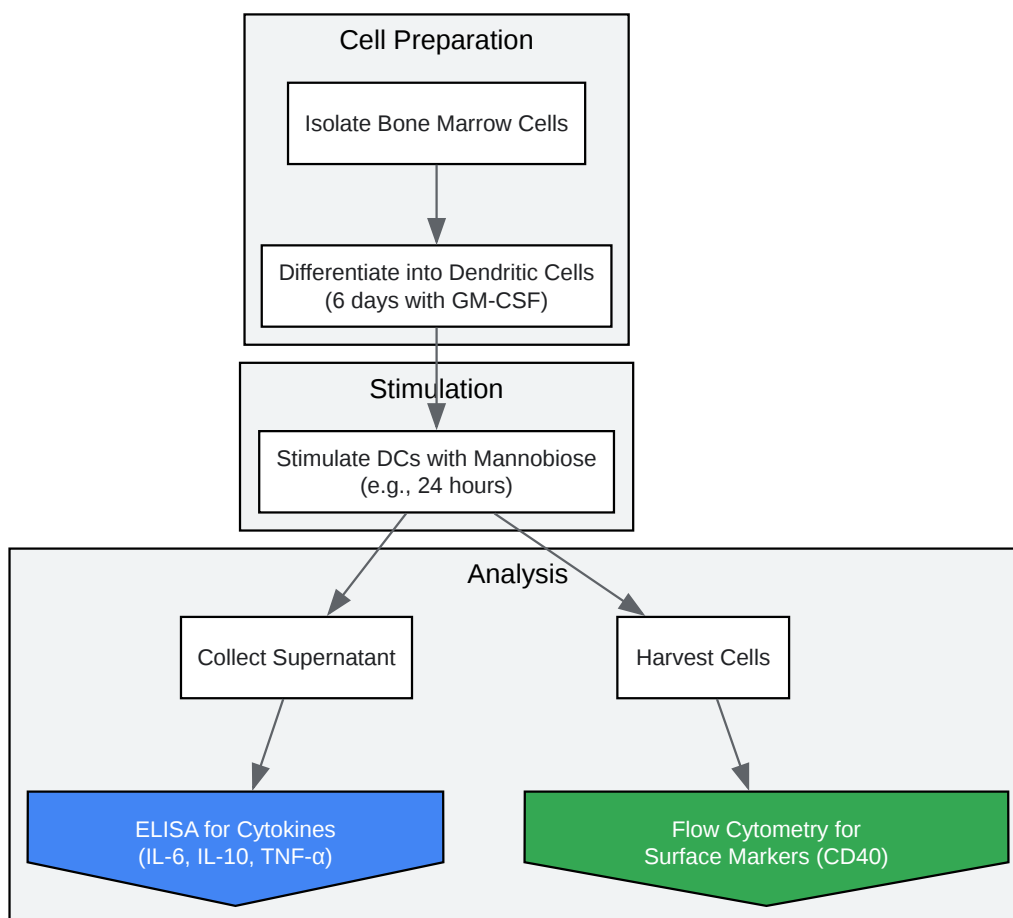 Cell Preparation
Isolate Bone Marrow Cells
Differentiate into Dendritic Cells
(6 days with GM-CSF)
Stimulation
Stimulate DCs with Mannobiose
(e.g., 24 hours)
Analysis
Collect Supernatant
Harvest Cells
ELISA for Cytokines
(IL-6, IL-10, TNF-α)
Flow Cytometry for
Surface Markers (CD40)